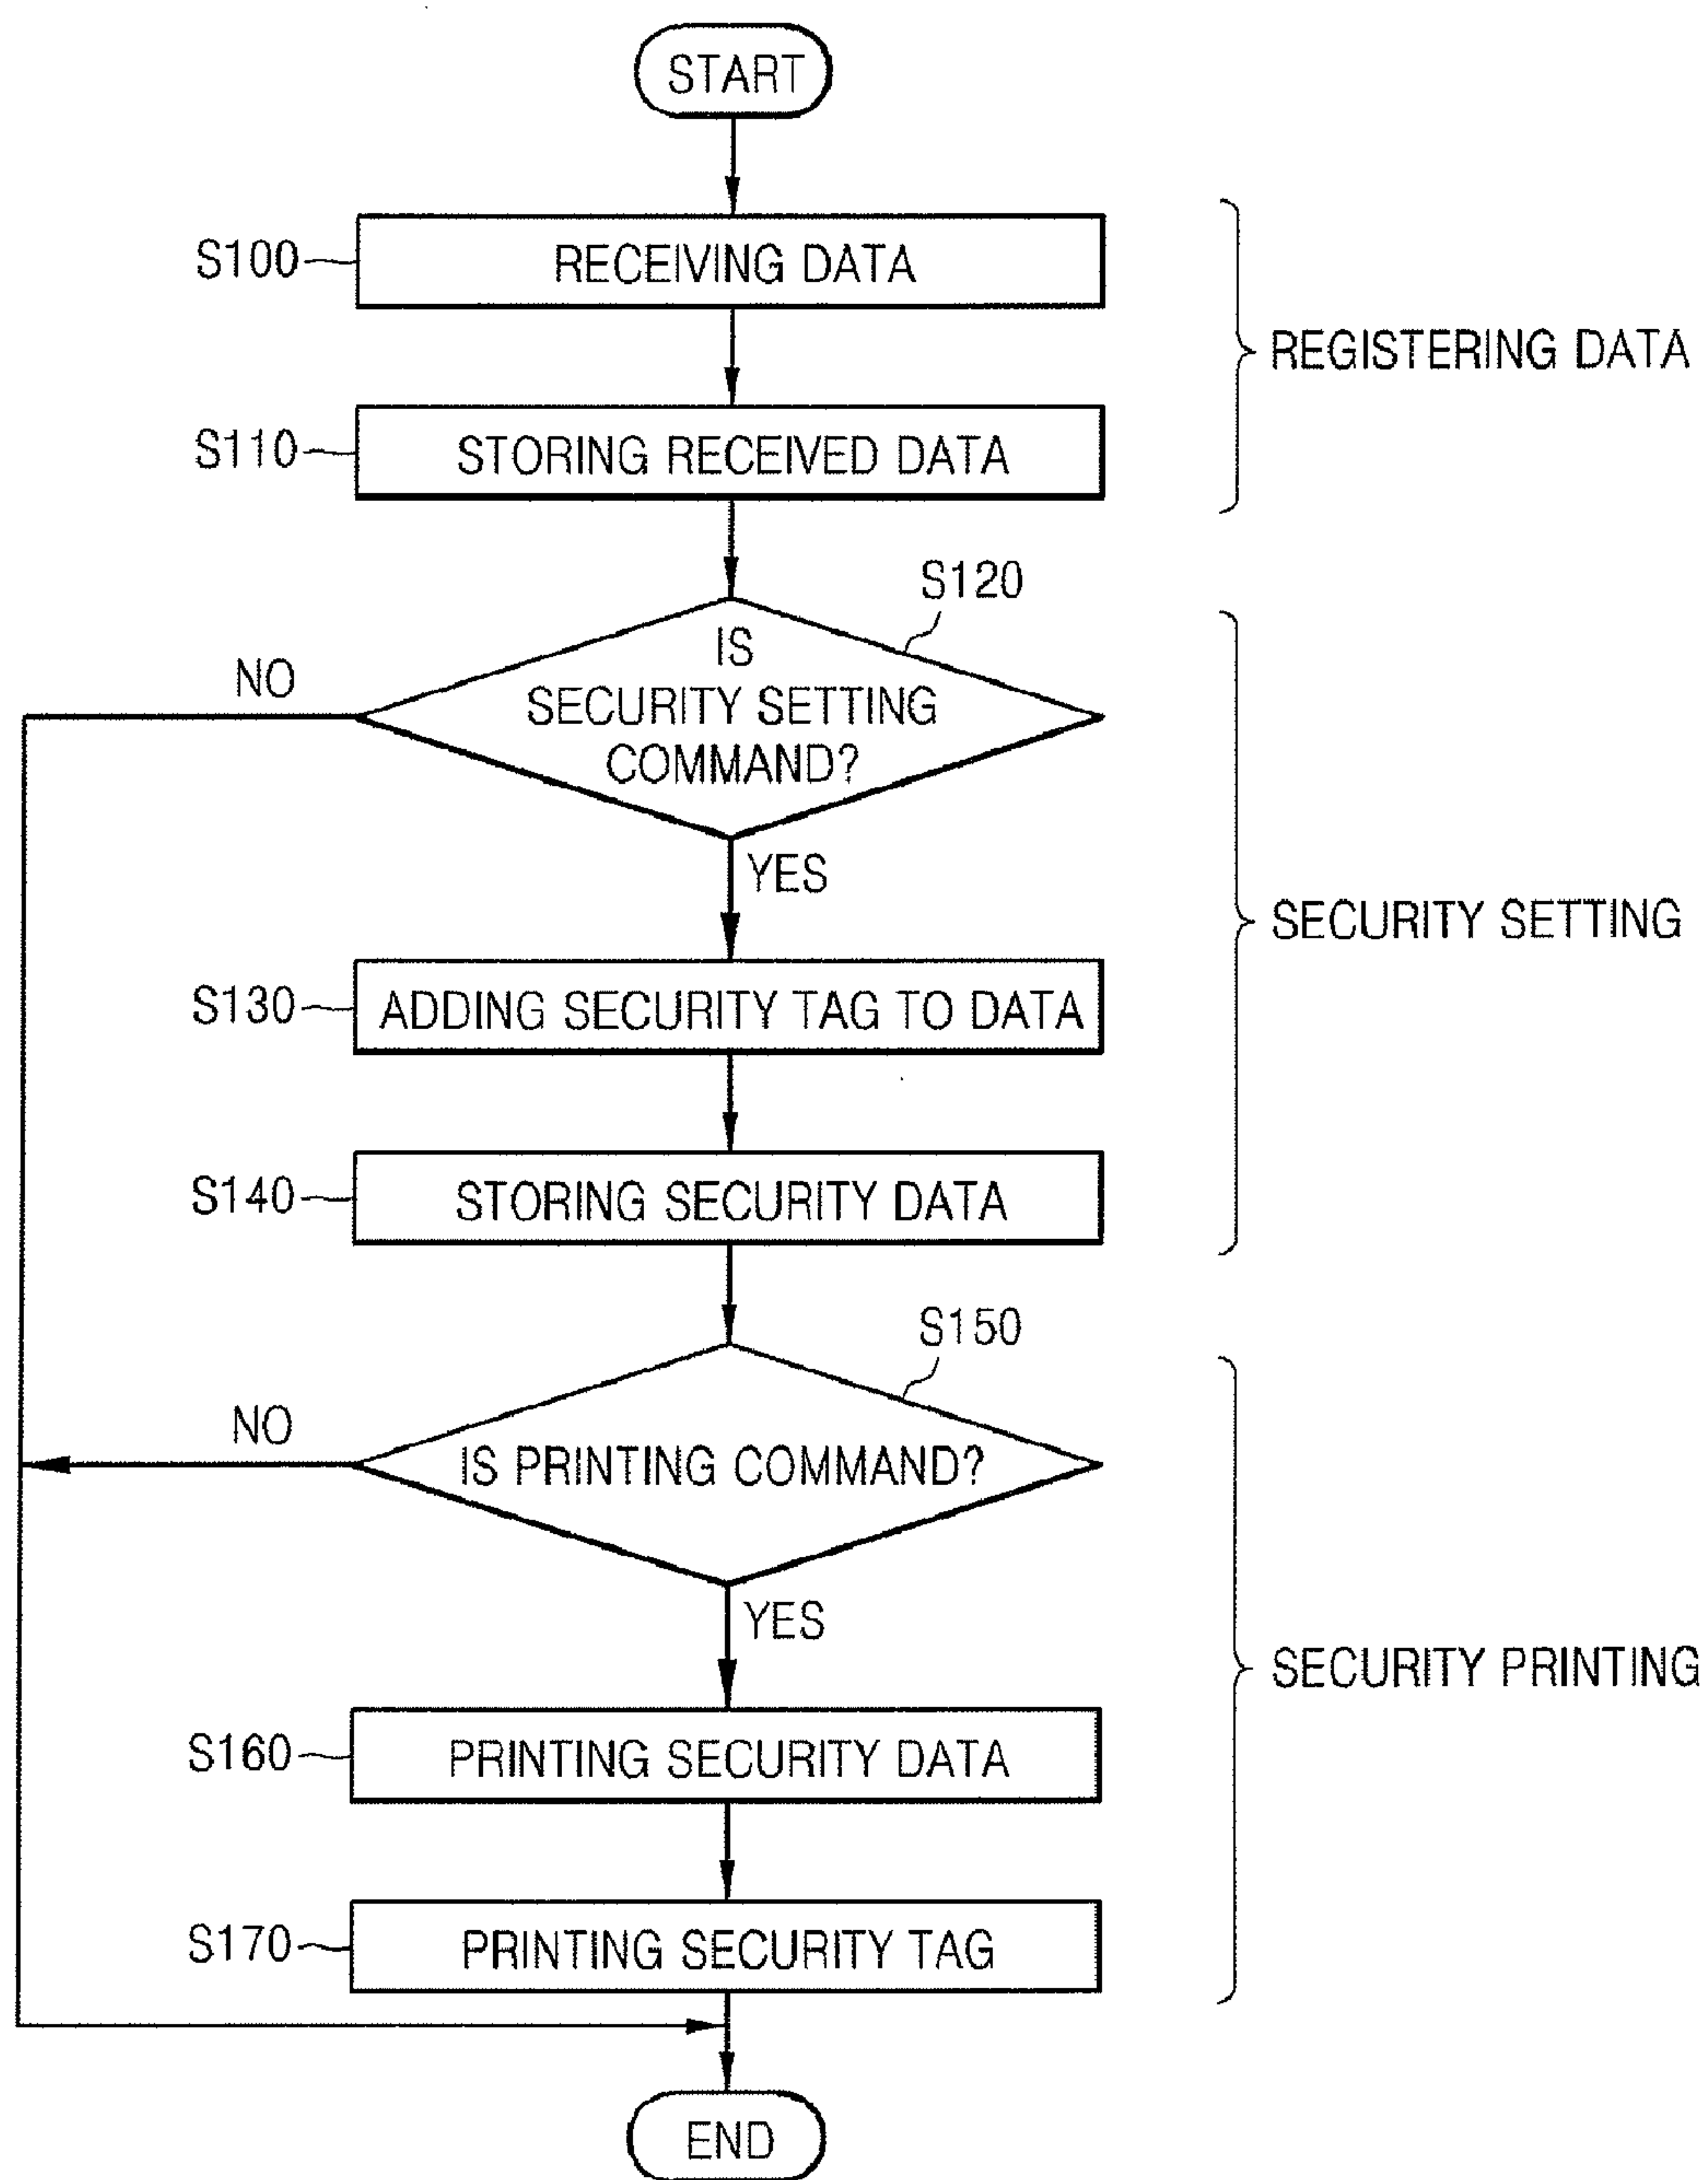 START
S100
RECEIVING DATA
REGISTERING DATA
S110
STORING RECEIVED DATA
S120
IS
SECURITY SETTING
COMMAND?
NO
YES
SECURITY SETTING
S130
ADDING SECURITY TAG TO DATA
S140
STORING SECURITY DATA
S150
NO
IS PRINTING COMMAND?
YES
SECURITY PRINTING
S160
PRINTING SECURITY DATA
S170
PRINTING SECURITY TAG
END